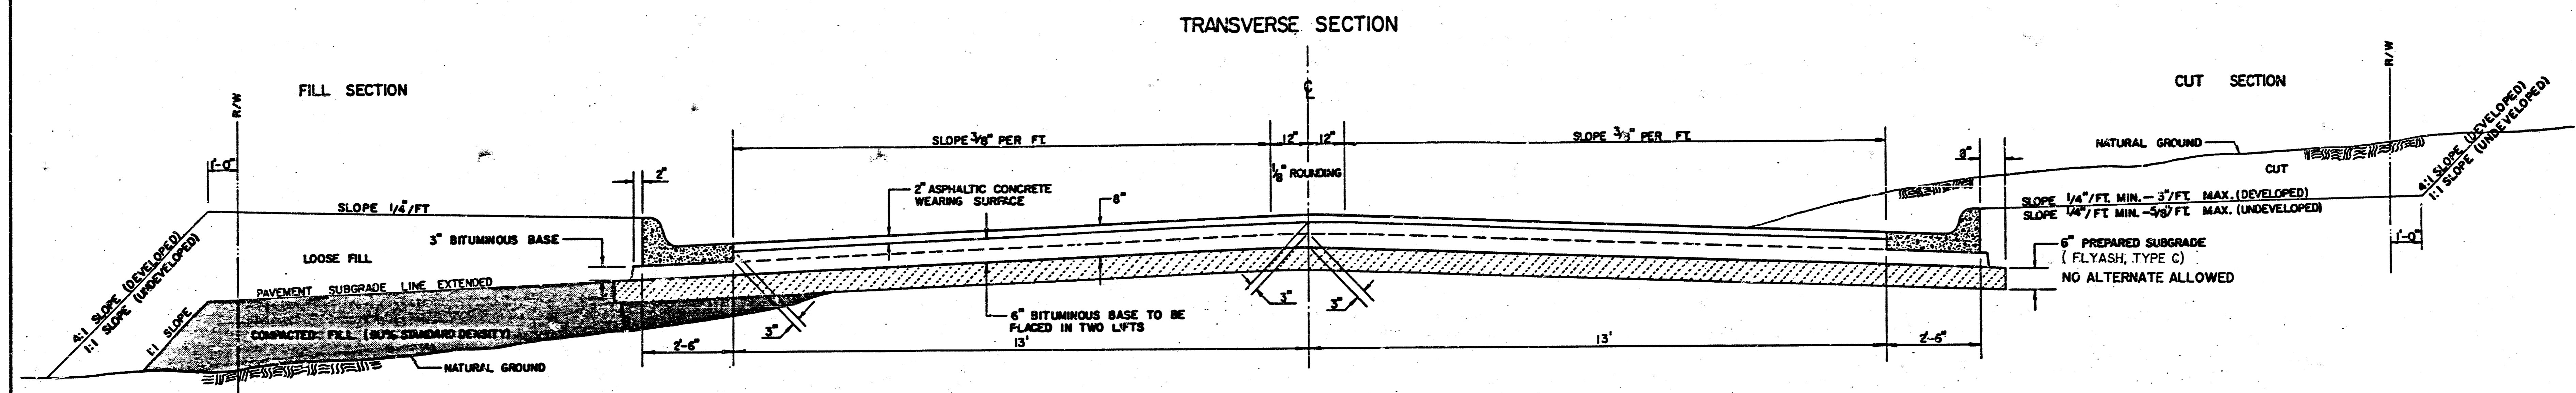 TRANSVERSE SECTION
FILL SECTION
R/W
℄
CUT SECTION
R/W
4:1 SLOPE (DEVELOPED)
1:1 SLOPE (UNDEVELOPED)
SLOPE 3/8" PER FT.
12"
12"
SLOPE 3/8" PER FT.
NATURAL GROUND
1'-0"
2"
1/8" ROUNDING
CUT
2" ASPHALTIC CONCRETE
WEARING SURFACE
8"
SLOPE 1/4"/FT
SLOPE 1/4"/FT. MIN. - 3"/FT. MAX. (DEVELOPED)
SLOPE 1/4"/FT. MIN. - 5/8"/FT. MAX. (UNDEVELOPED)
3" BITUMINOUS BASE
1'-0"
LOOSE FILL
6" PREPARED SUBGRADE
(FLYASH, TYPE C)
NO ALTERNATE ALLOWED
4:1 SLOPE (DEVELOPED)
1:1 SLOPE (UNDEVELOPED)
PAVEMENT SUBGRADE LINE EXTENDED
1:1 SLOPE
3"
3"
6" BITUMINOUS BASE TO BE
PLACED IN TWO LIFTS
3"
COMPACTED FILL STANDARD DENSITY)
2'-6"
13'
13'
2'-6"
NATURAL GROUND